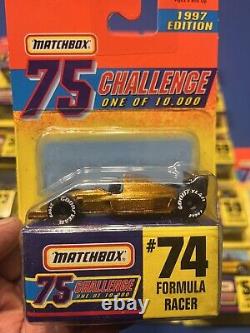 1997
EDITION
MATCHBOX
75 CHALLENGE
ONE OF 10,000
GOODYEAR
MATCHBOX
75 CHALLENGE
ONE OF 10,000
#74
FORMULA
RACER